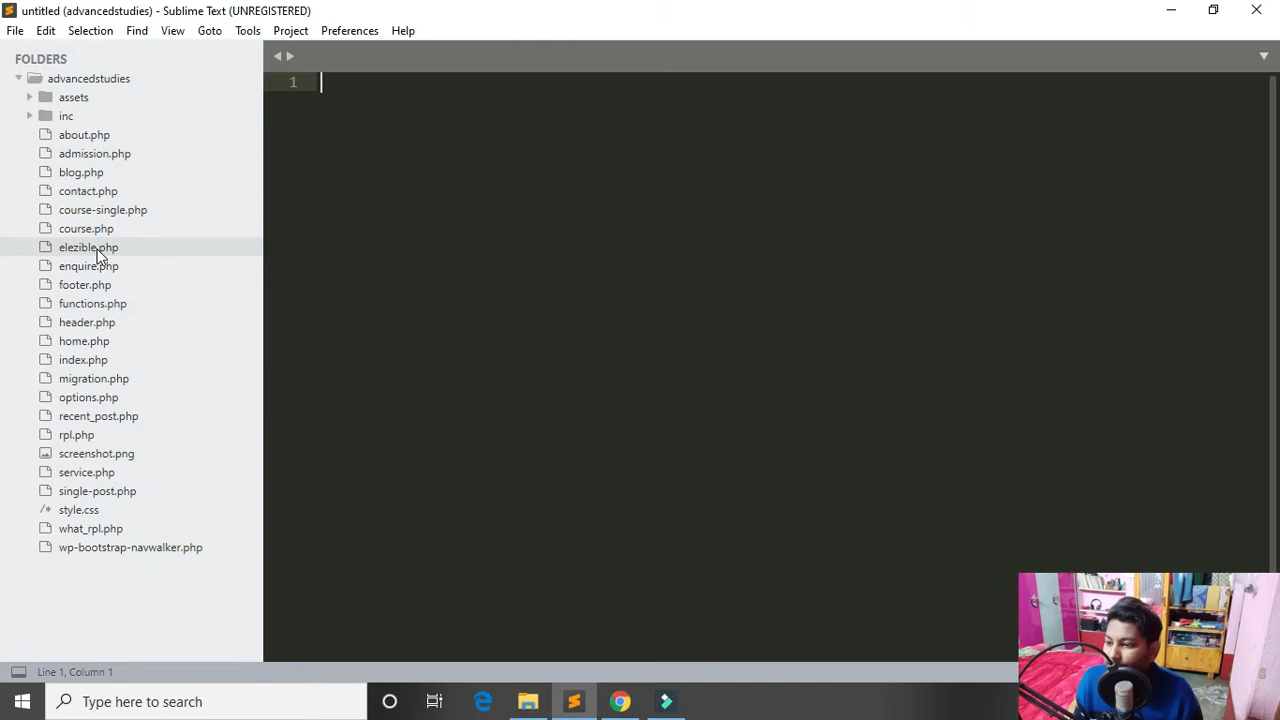 untitled (advancedstudies) - Sublime Text (UNREGISTERED)
File Edit Selection Find View Goto Tools Project Preferences Help
FOLDERS
advancedstudies
1
assets
inc
about.php
admission.php
blog.php
contact.php
course-single.php
course.php
elezible.php
enquire.php
footer.php
functions.php
header.php
home.php
index.php
migration.php
options.php
recent_post.php
rpl.php
screenshot.png
service.php
single-post.php
/* style.css
what_rpl.php
wp-bootstrap-navwalker.php
Line 1, Column 1
Type here to search